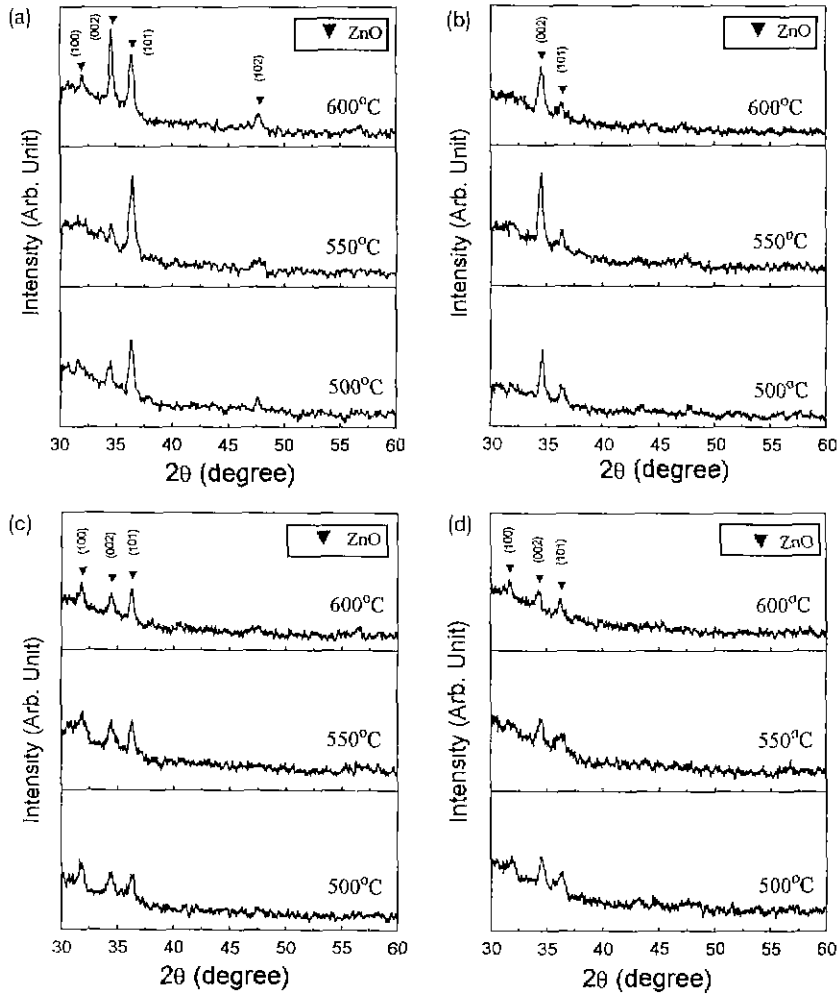 (a)
(100)
(002)
(101)
(102)
▼ ZnO
600°C
550°C
500°C
Intensity (Arb. Unit)
30 35 40 45 50 55 60
2θ (degree)
(b)
(002)
(101)
▼ ZnO
600°C
550°C
500°C
Intensity (Arb. Unit)
30 35 40 45 50 55 60
2θ (degree)
(c)
(100)
(002)
(101)
▼ ZnO
600°C
550°C
500°C
Intensity (Arb. Unit)
30 35 40 45 50 55 60
2θ (degree)
(d)
(100)
(002)
(101)
▼ ZnO
600°C
550°C
500°C
Intensity (Arb. Unit)
30 35 40 45 50 55 60
2θ (degree)